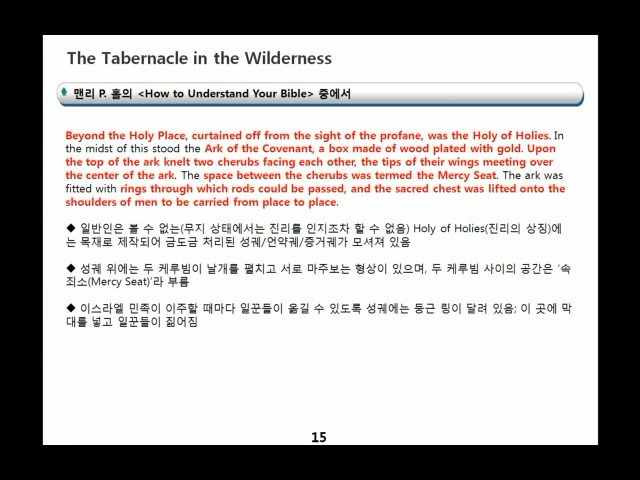 The Tabernacle in the Wilderness
맨리 P. 홀의 <How to Understand Your Bible> 중에서
Beyond the Holy Place, curtained off from the sight of the profane, was the Holy of Holies. In
the midst of this stood the Ark of the Covenant, a box made of wood plated with gold. Upon
the top of the ark knelt two cherubs facing each other, the tips of their wings meeting over
the center of the ark. The space between the cherubs was termed the Mercy Seat. The ark was
fitted with rings through which rods could be passed, and the sacred chest was lifted onto the
shoulders of men to be carried from place to place.
◆ 일반인은 볼 수 없는(무지 상태에서는 진리를 인지조차 할 수 없음) Holy of Holies(진리의 상징)에
는 목재로 제작되어 금도금 처리된 성궤/언약궤/증거궤가 모셔져 있음
◆ 성궤 위에는 두 케루빔이 날개를 펼치고 서로 마주보는 형상이 있으며, 두 케루빔 사이의 공간은 '속
죄소(Mercy Seat)'라 부름
◆ 이스라엘 민족이 이주할 때마다 일꾼들이 옮길 수 있도록 성궤에는 둥근 링이 달려 있음; 이 곳에 막
대를 넣고 일꾼들이 짊어짐
15